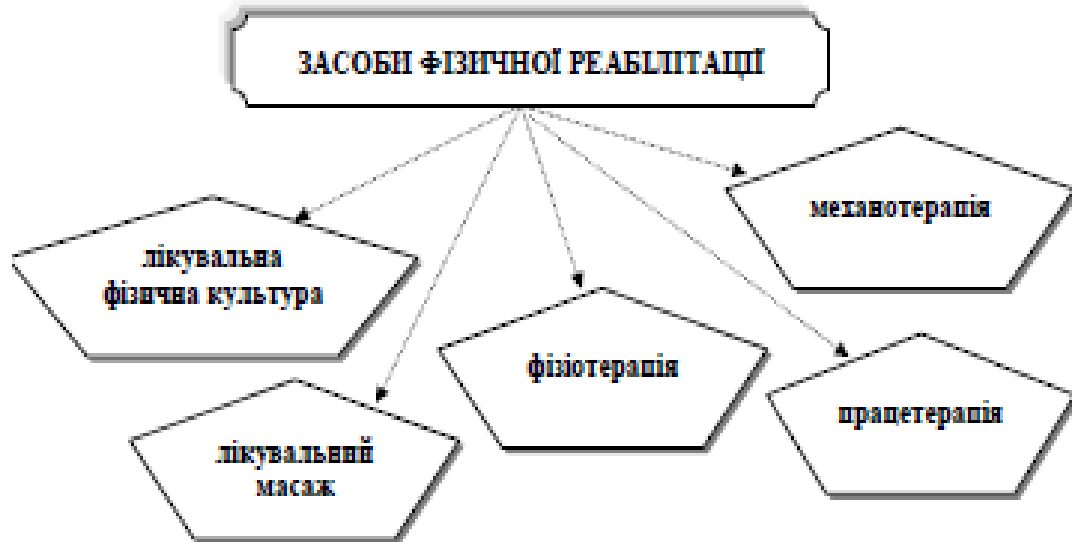 ЗАСОБИ ФІЗИЧНОЇ РЕАБІЛІТАЦІЇ
механотерапія
лікувальна
фізична культура
фізіотерапія
працетерапія
лікувальний
масаж